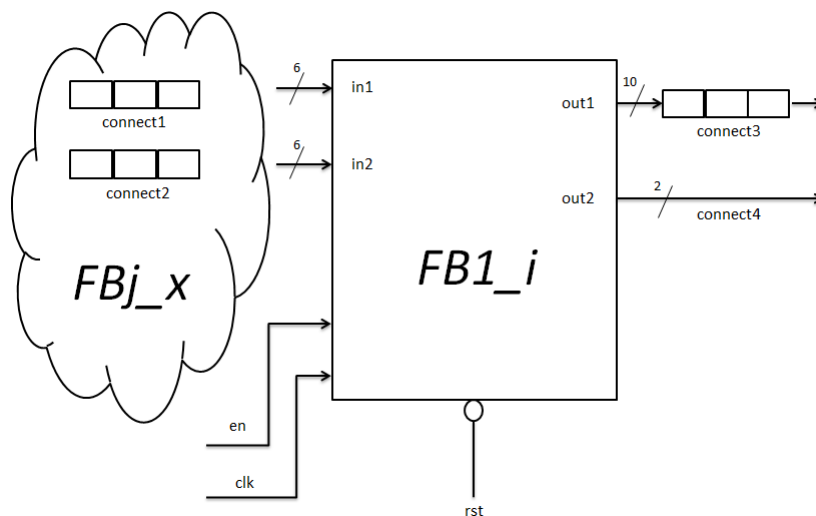 6
10
in1
out1
connect1
connect3
6
in2
2
connect2
out2
connect4
FBj_x
FB1_i
en
clk
rst